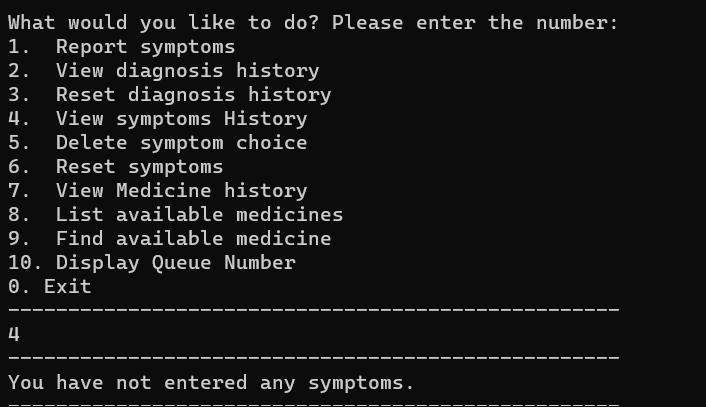 What would you like to do? Please enter the number:
1.  Report symptoms
2.  View diagnosis history
3.  Reset diagnosis history
4.  View symptoms History
5.  Delete symptom choice
6.  Reset symptoms
7.  View Medicine history
8.  List available medicines
9.  Find available medicine
10. Display Queue Number
0. Exit
---------------------------------------------------
4
---------------------------------------------------
You have not entered any symptoms.
---------------------------------------------------